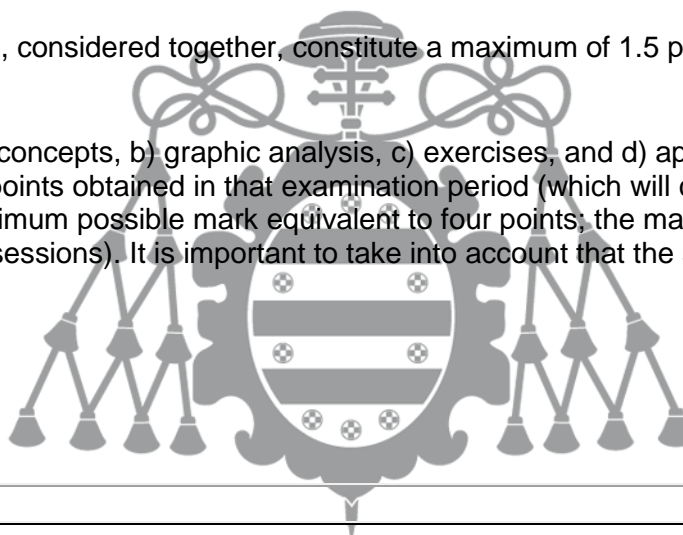 , considered together, constitute a maximum of 1.5 p
concepts, b) graphic analysis, c) exercises, and d) ap
points obtained in that examination period (which will
imum possible mark equivalent to four points; the ma
sessions). It is important to take into account that the